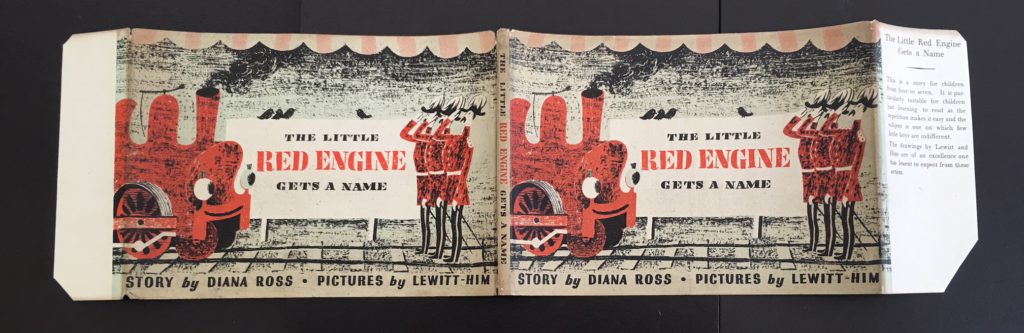 THE LITTLE
RED ENGINE
GETS A NAME
STORY by DIANA ROSS • PICTURES by LEWITT-HIM
THE LITTLE RED ENGINE GETS A NAME
THE LITTLE
RED ENGINE
GETS A NAME
STORY by DIANA ROSS • PICTURES by LEWITT-HIM
The Little Red Engine
Gets a Name
This is a story for children
from four to seven. It is par-
ticularly suitable for children
just learning to read as the
repetition makes it easy and the
subject is one on which few
little boys are indifferent.
The drawings by Lewitt and
Him are of an excellence one
has learnt to expect from these
artists.